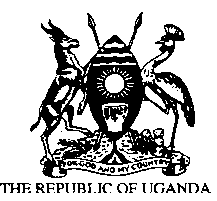 FOR GOD AND MY COUNTRY
THE REPUBLIC OF UGANDA